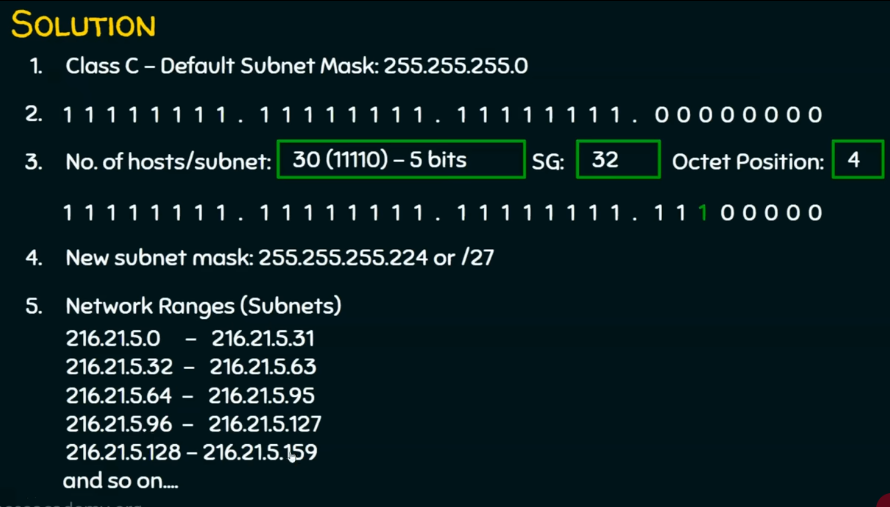 SOLUTION
1. Class C – Default Subnet Mask: 255.255.255.0
2. 1 1 1 1 1 1 1 1 . 1 1 1 1 1 1 1 1 . 1 1 1 1 1 1 1 1 . 0 0 0 0 0 0 0 0
3. No. of hosts/subnet: 30 (11110) – 5 bits SG: 32 Octet Position: 4
1 1 1 1 1 1 1 1 . 1 1 1 1 1 1 1 1 . 1 1 1 1 1 1 1 1 . 1 1 1 0 0 0 0 0
4. New subnet mask: 255.255.255.224 or /27
5. Network Ranges (Subnets)
216.21.5.0 – 216.21.5.31
216.21.5.32 – 216.21.5.63
216.21.5.64 – 216.21.5.95
216.21.5.96 – 216.21.5.127
216.21.5.128 – 216.21.5.159
and so on....